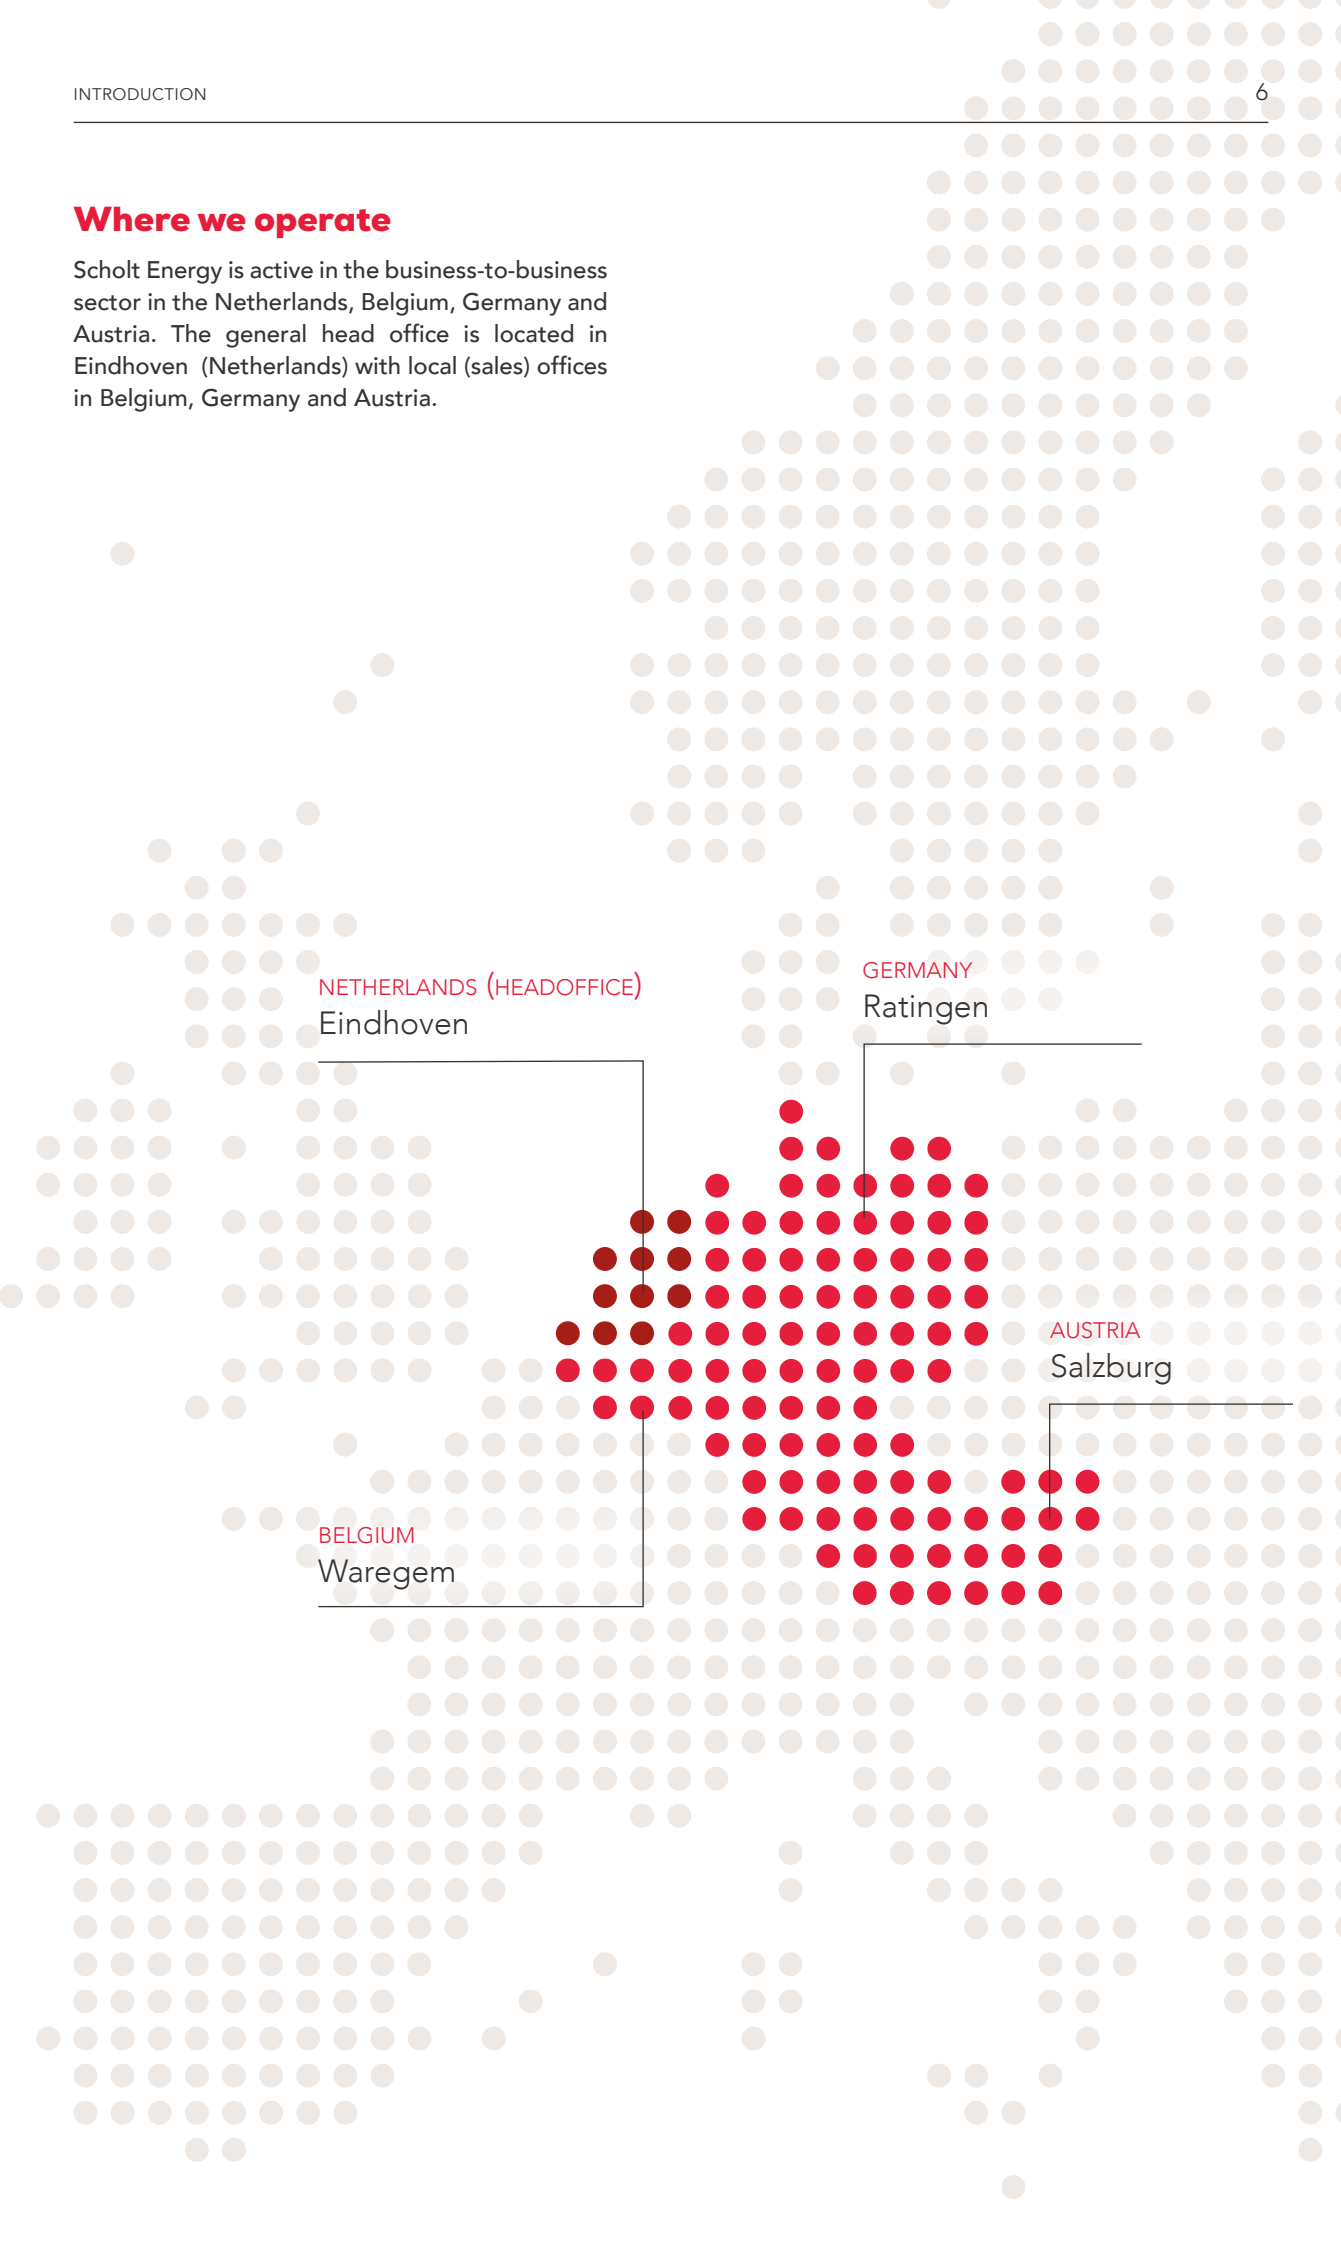 INTRODUCTION
6
Where we operate
Scholt Energy is active in the business-to-business
sector in the Netherlands, Belgium, Germany and
Austria. The general head office is located in
Eindhoven (Netherlands) with local (sales) offices
in Belgium, Germany and Austria.
GERMANY
Ratingen
NETHERLANDS (HEADOFFICE)
Eindhoven
AUSTRIA
Salzburg
BELGIUM
Waregem